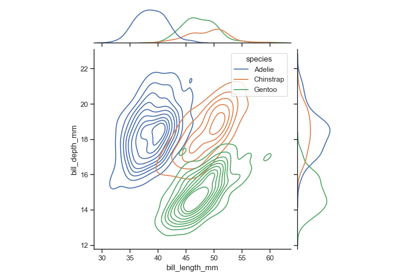 species
Adelie
Chinstrap
Gentoo
22
20
18
16
14
12
bill_depth_mm
30
35
40
45
50
55
60
bill_length_mm